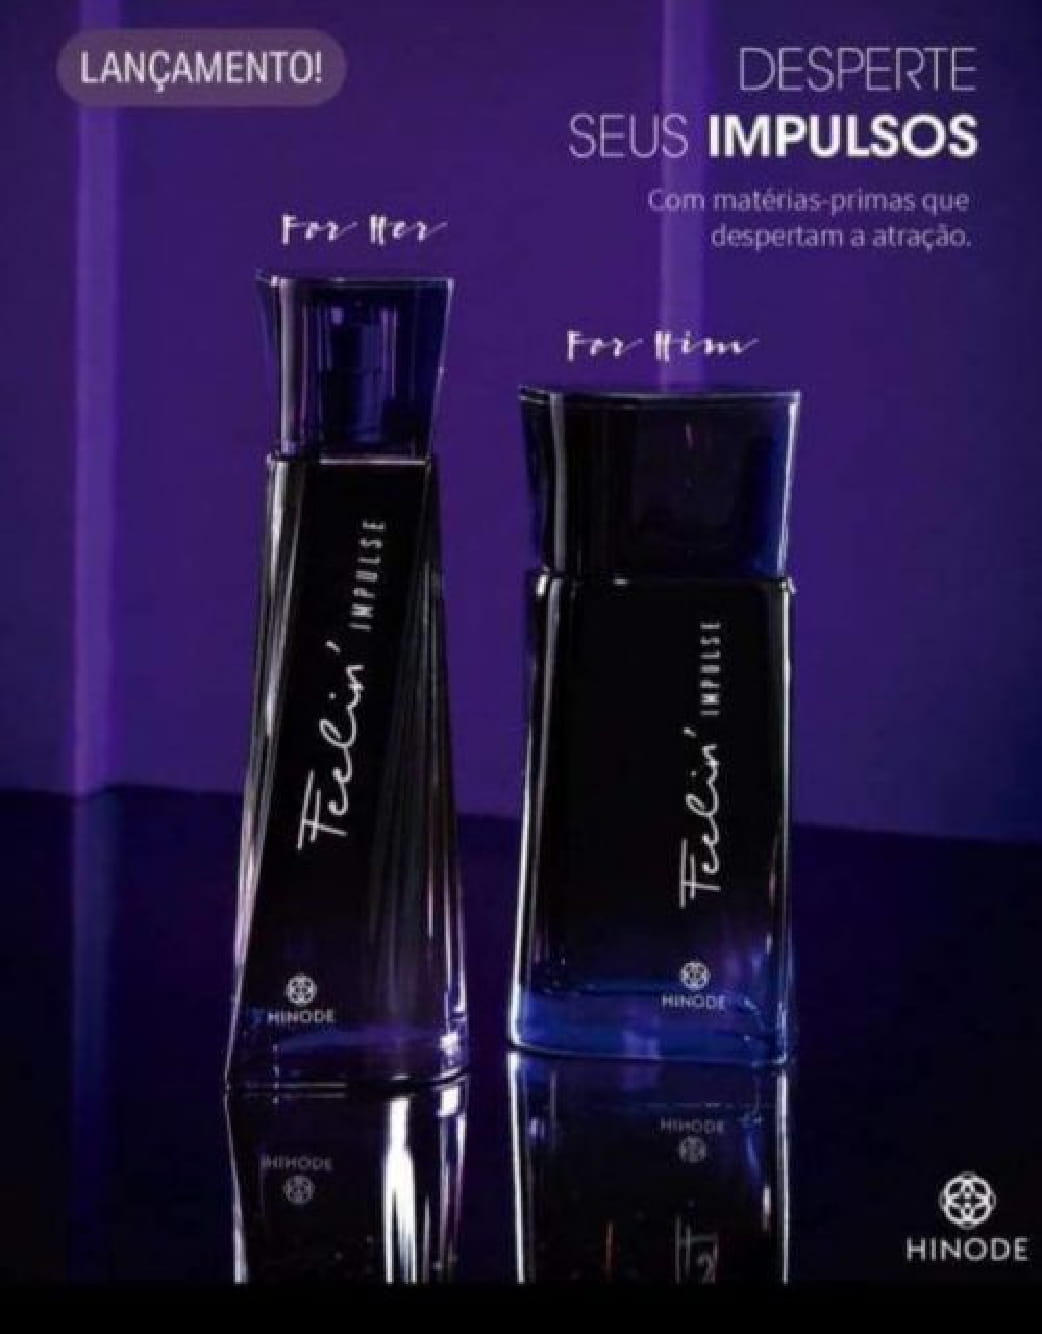 LANÇAMENTO!
DESPERTE
SEUS IMPULSOS
Com matérias-primas que
despertam a atração.
For Her
For Him
Feelin' IMPULSE
HINODE
Feelin' IMPULSE
HINODE
HINODE
HINODE
HINODE